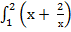 ∫₁² (x + 2/x)